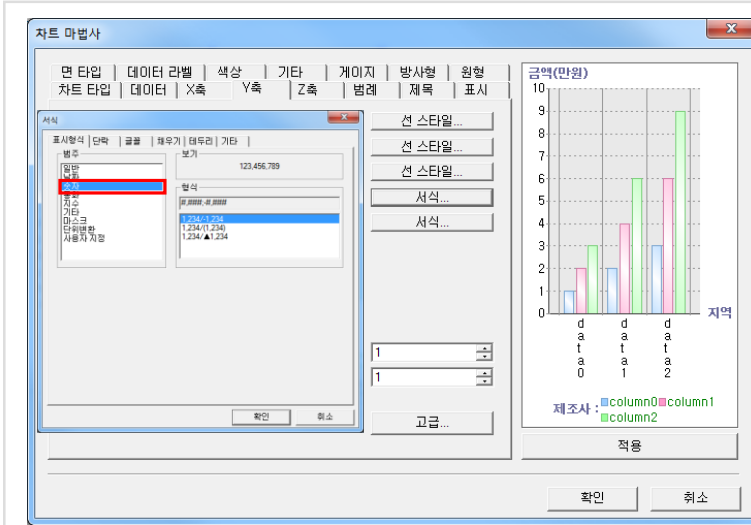 차트 마법사
면 타입 데이터 라벨 색상 기타 게이지 방사형 원형
차트 타입 데이터 X축 Y축 Z축 범례 제목 표시
서식
표시형식 단락 글꼴 채우기 테두리 기타
범주
일반
숫자
지수
기타
마스크
단위변환
사용자 지정
보기
123,456,789
형식
#,###;-#,###
1,234/-1,234
1,234/(1,234)
1,234/▲1,234
확인 취소
선 스타일...
선 스타일...
선 스타일...
서식...
서식...
1
1
고급...
금액(만원)
10
9
8
7
6
5
4
3
2
1
0
지역
data0 data1 data2
제조사 : column0 column1
column2
적용
확인 취소